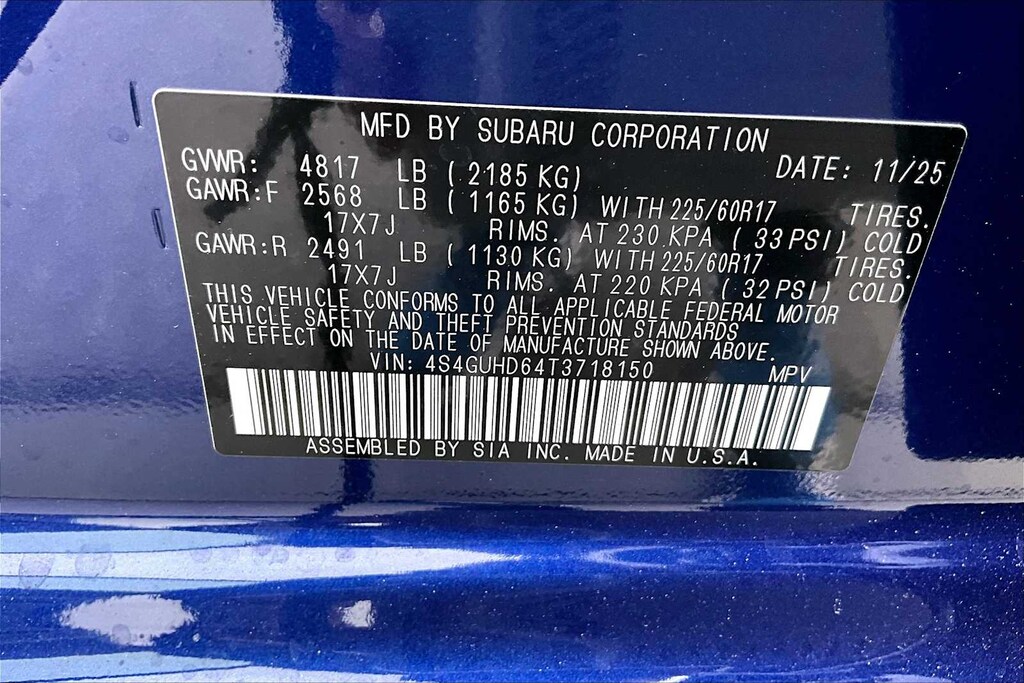 MFD BY SUBARU CORPORATION
GVWR: 4817 LB ( 2185 KG) DATE: 11/25
GAWR:F 2568 LB ( 1165 KG) WITH 225/60R17 TIRES.
17X7J RIMS. AT 230 KPA ( 33 PSI) COLD
GAWR:R 2491 LB ( 1130 KG) WITH 225/60R17 TIRES.
17X7J RIMS. AT 220 KPA ( 32 PSI) COLD
THIS VEHICLE CONFORMS TO ALL APPLICABLE FEDERAL MOTOR
VEHICLE SAFETY AND THEFT PREVENTION STANDARDS
IN EFFECT ON THE DATE OF MANUFACTURE SHOWN ABOVE.
VIN: 4S4GUHD64T3718150 MPV
ASSEMBLED BY SIA INC. MADE IN U.S.A.